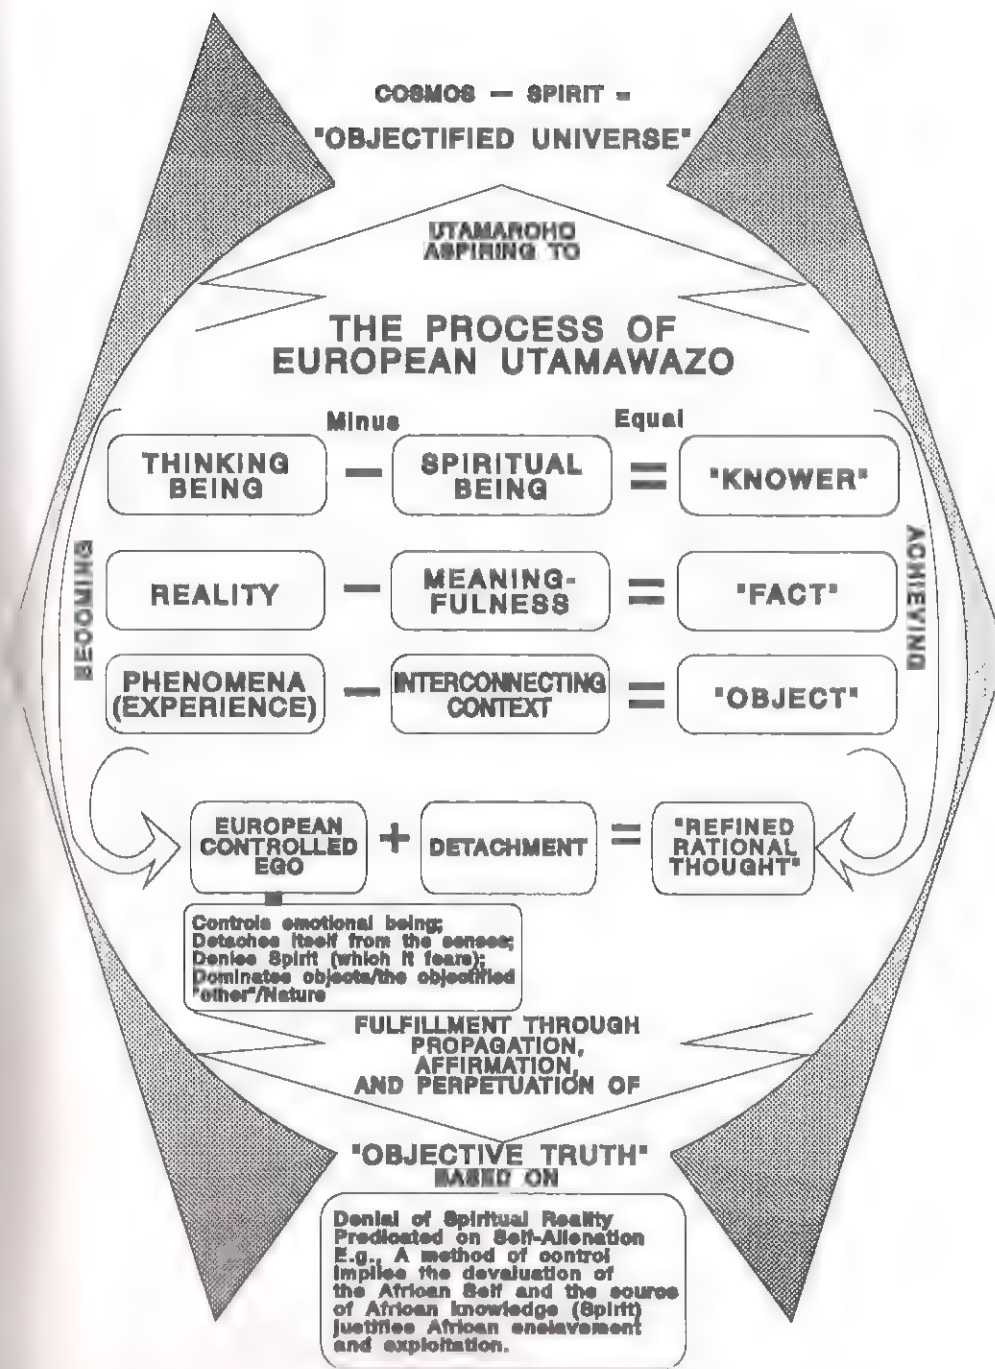 COSMOS — SPIRIT =
"OBJECTIFIED UNIVERSE"
UTAMAROHO
ASPIRING TO
THE PROCESS OF
EUROPEAN UTAMAWAZO
Minus Equal
THINKING
BEING
—
SPIRITUAL
BEING
=
"KNOWER"
BECOMING
ACHIEVING
REALITY
—
MEANING-
FULNESS
=
"FACT"
PHENOMENA
(EXPERIENCE)
—
INTERCONNECTING
CONTEXT
=
"OBJECT"
EUROPEAN
CONTROLLED
EGO
+
DETACHMENT
=
"REFINED
RATIONAL
THOUGHT"
Controls emotional being;
Detaches itself from the senses;
Denies Spirit (which it fears);
Dominates objects/the objectified
"other"/Nature
FULFILLMENT THROUGH
PROPAGATION,
AFFIRMATION,
AND PERPETUATION OF
"OBJECTIVE TRUTH"
BASED ON
Denial of Spiritual Reality
Predicated on Self-Alienation
E.g., A method of control
implies the devaluation of
the African Self and the source
of African knowledge (Spirit)
justifies African enslavement
and exploitation.